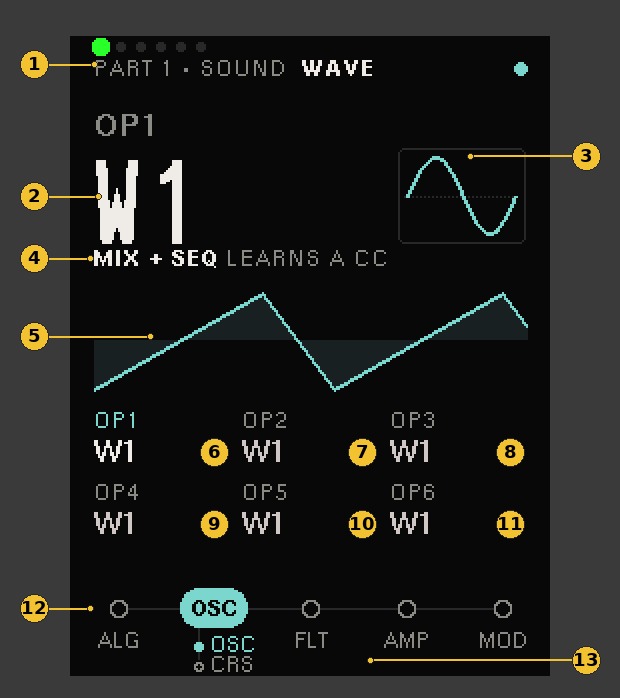 1 PART 1 · SOUND WAVE
OP1
2 W1
3
4 MIX + SEQ LEARNS A CC
5
OP1 OP2 OP3
W1 6 W1 7 W1 8
OP4 OP5 OP6
W1 9 W1 10 W1 11
12 OSC
ALG OSC FLT AMP MOD
CRS 13